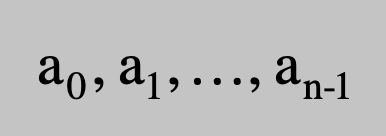 a₀, a₁,…, aₙ₋₁